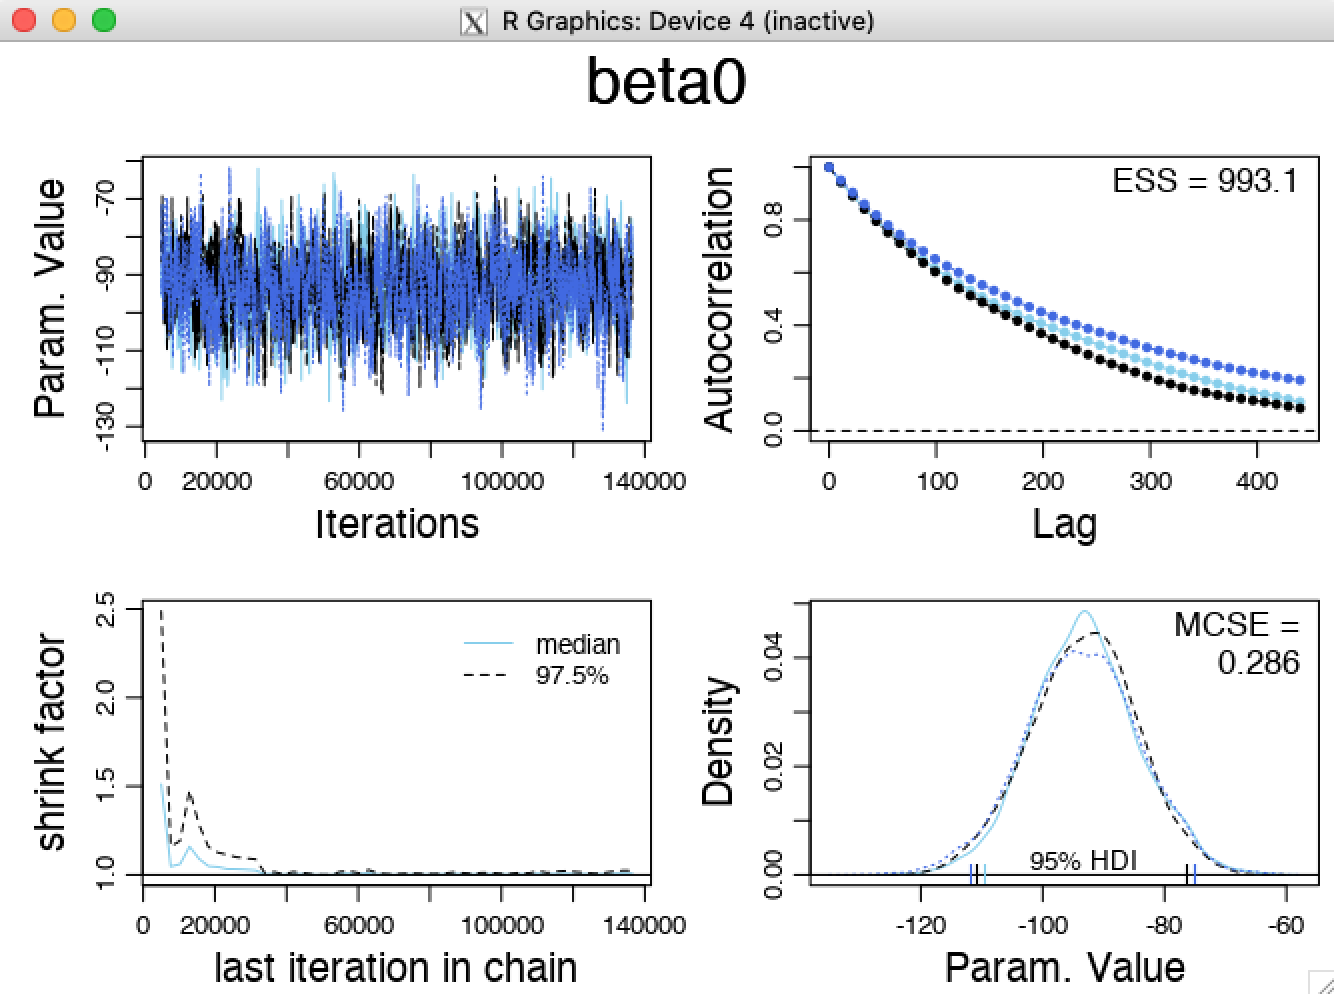 R Graphics: Device 4 (inactive)
beta0
Param. Value
-70
-90
-110
-130
0 20000 60000 100000 140000
Iterations
Autocorrelation
0.8
0.4
0.0
ESS = 993.1
0 100 200 300 400
Lag
shrink factor
2.5
2.0
1.5
1.0
median
97.5%
0 20000 60000 100000 140000
last iteration in chain
Density
0.04
0.02
0.00
MCSE =
0.286
95% HDI
-120 -100 -80 -60
Param. Value